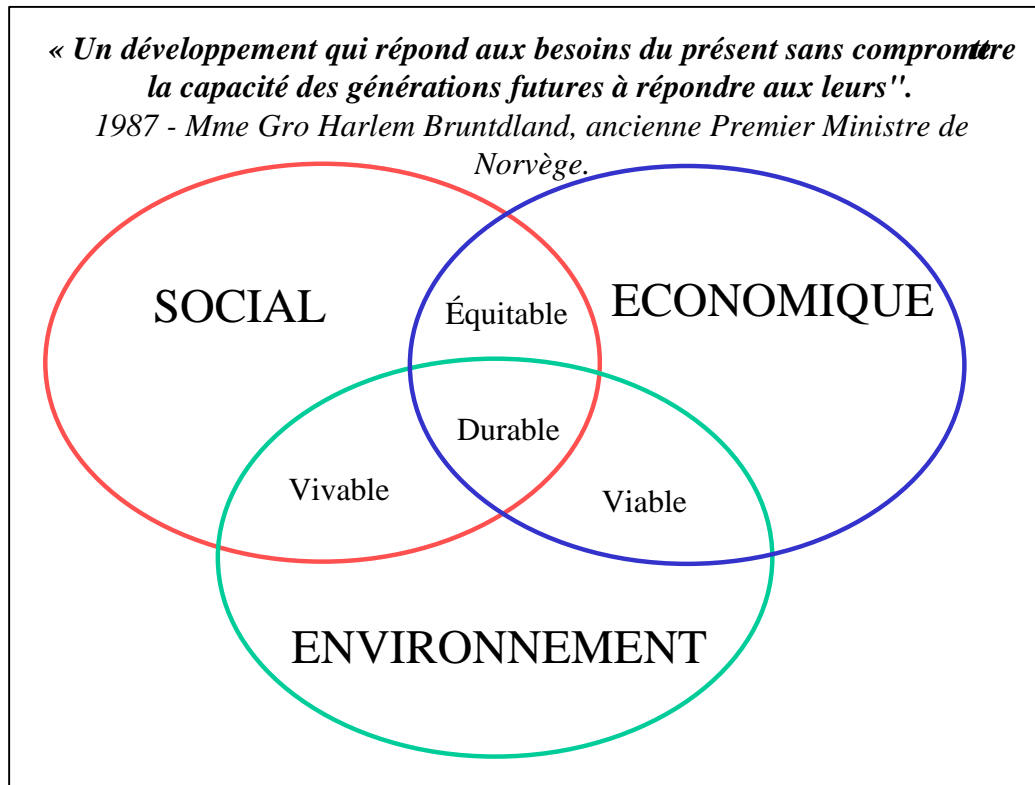 « Un développement qui répond aux besoins du présent sans compromettre
la capacité des générations futures à répondre aux leurs".
1987 - Mme Gro Harlem Bruntdland, ancienne Premier Ministre de
Norvège.
SOCIAL
ECONOMIQUE
Équitable
Durable
Vivable
Viable
ENVIRONNEMENT